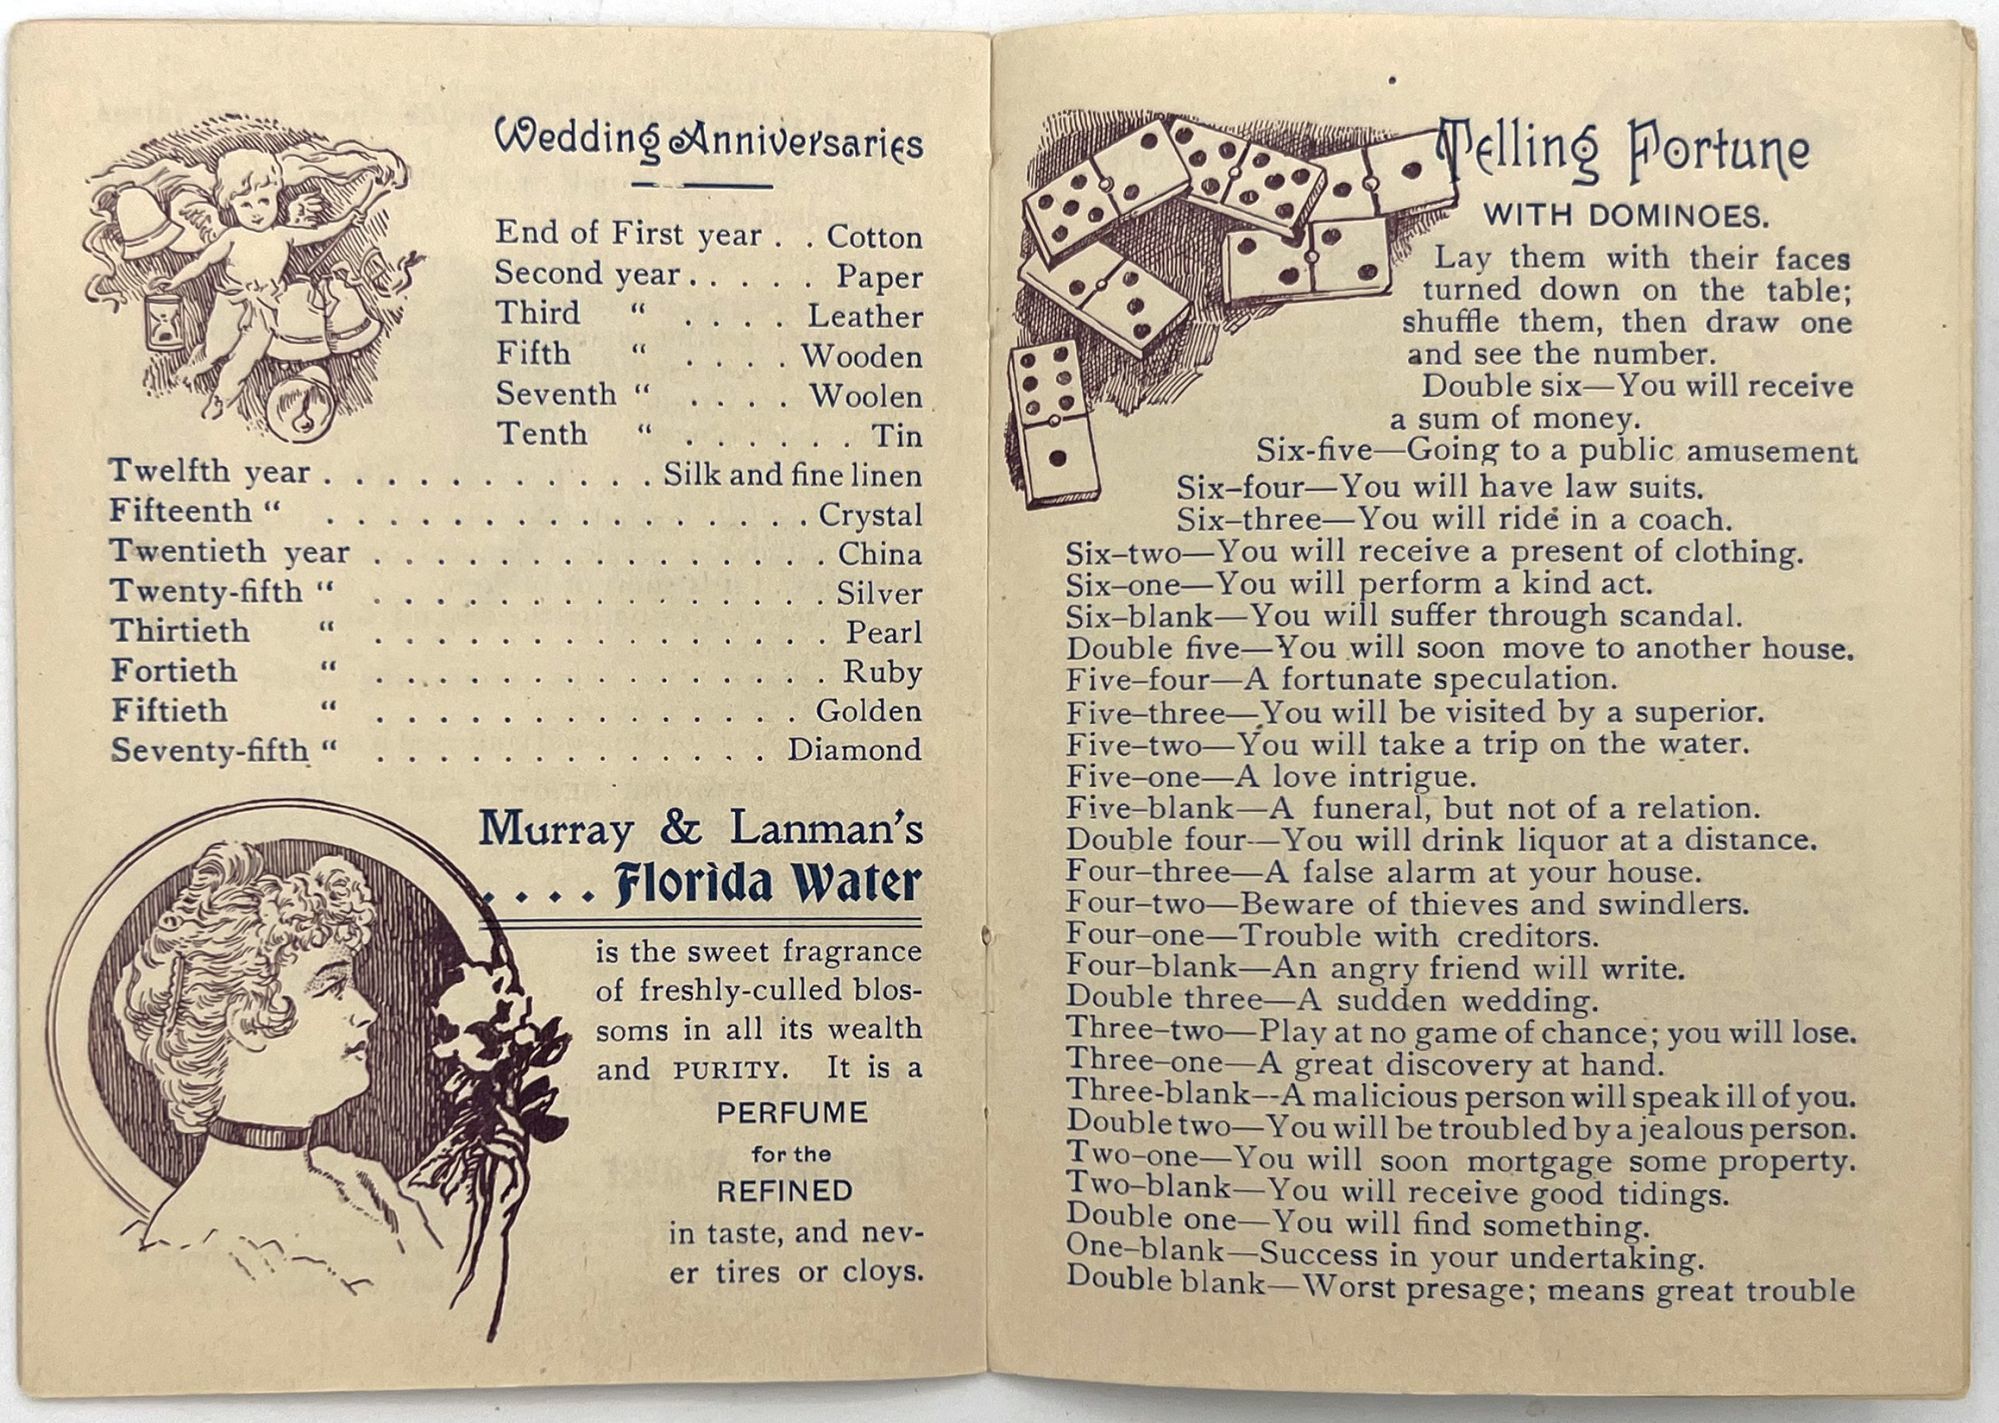 Wedding Anniversaries
End of First year . . Cotton
Second year . . . . . Paper
Third “ . . . . Leather
Fifth “ . . . . Wooden
Seventh “ . . . . Woolen
Tenth “ . . . . . . Tin
Twelfth year . . . . . . . . . . . Silk and fine linen
Fifteenth “ . . . . . . . . . . . . . . . . Crystal
Twentieth year . . . . . . . . . . . . . . . China
Twenty-fifth “ . . . . . . . . . . . . . . . Silver
Thirtieth “ . . . . . . . . . . . . . . . Pearl
Fortieth “ . . . . . . . . . . . . . . . Ruby
Fiftieth “ . . . . . . . . . . . . . . Golden
Seventy-fifth “ . . . . . . . . . . . . . Diamond
Murray & Lanman's
. . . . Florida Water
is the sweet fragrance
of freshly-culled blos-
soms in all its wealth
and PURITY. It is a
PERFUME
for the
REFINED
in taste, and nev-
er tires or cloys.
Telling Fortune
WITH DOMINOES.
Lay them with their faces
turned down on the table;
shuffle them, then draw one
and see the number.
Double six—You will receive
a sum of money.
Six-five—Going to a public amusement
Six-four—You will have law suits.
Six-three—You will ride in a coach.
Six-two—You will receive a present of clothing.
Six-one—You will perform a kind act.
Six-blank—You will suffer through scandal.
Double five—You will soon move to another house.
Five-four—A fortunate speculation.
Five-three—You will be visited by a superior.
Five-two—You will take a trip on the water.
Five-one—A love intrigue.
Five-blank—A funeral, but not of a relation.
Double four—You will drink liquor at a distance.
Four-three—A false alarm at your house.
Four-two—Beware of thieves and swindlers.
Four-one—Trouble with creditors.
Four-blank—An angry friend will write.
Double three—A sudden wedding.
Three-two—Play at no game of chance; you will lose.
Three-one—A great discovery at hand.
Three-blank--A malicious person will speak ill of you.
Double two—You will be troubled by a jealous person.
Two-one—You will soon mortgage some property.
Two-blank—You will receive good tidings.
Double one—You will find something.
One-blank—Success in your undertaking.
Double blank—Worst presage; means great trouble